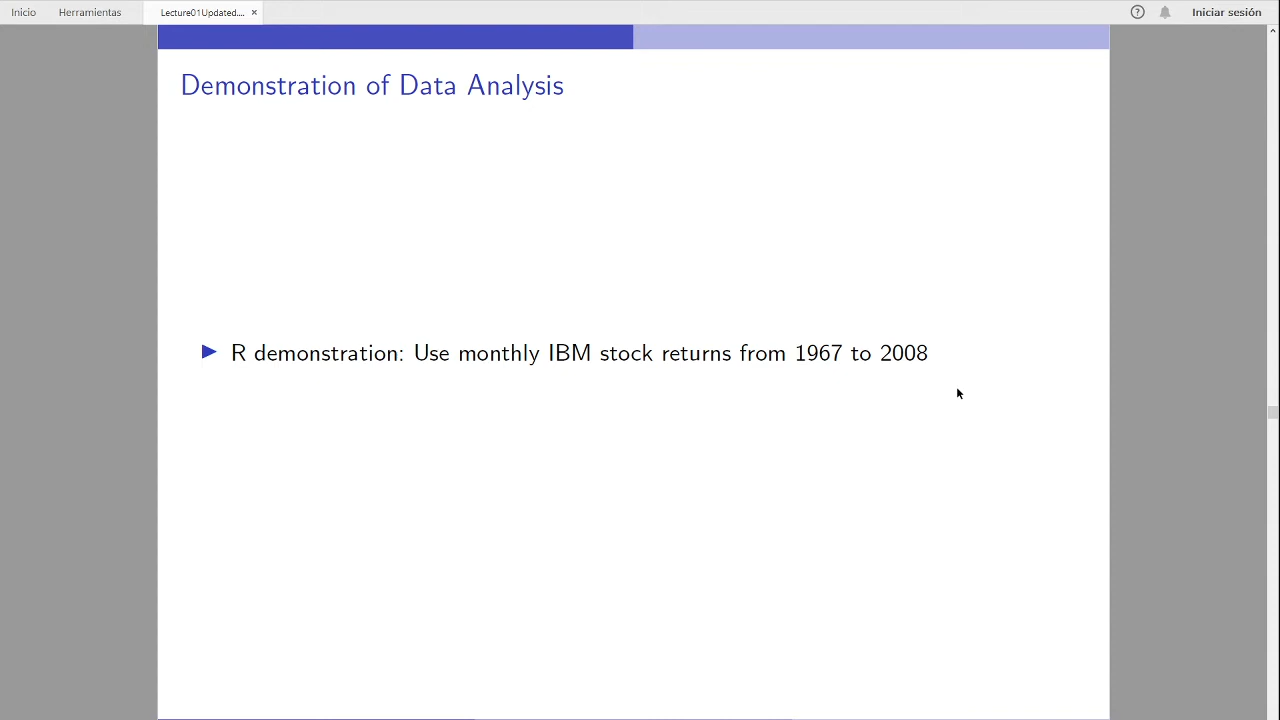 Inicio Herramientas Lecture01Updated.... × Iniciar sesión
Demonstration of Data Analysis
R demonstration: Use monthly IBM stock returns from 1967 to 2008